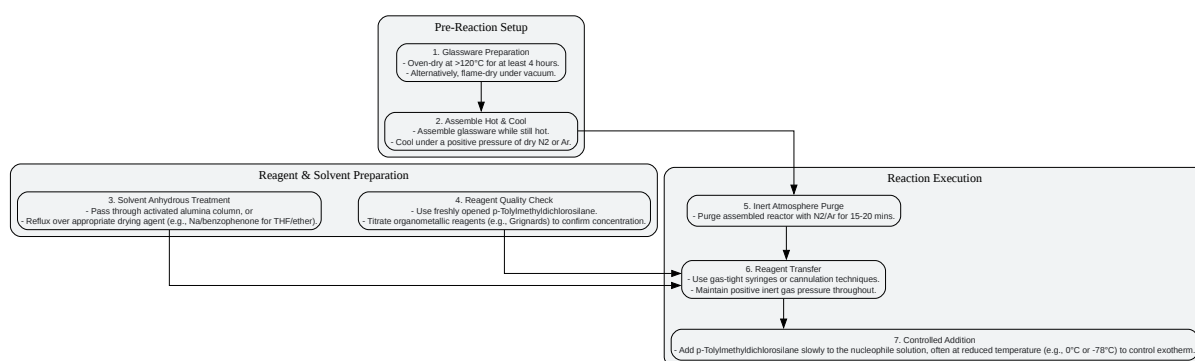 Pre-Reaction Setup
1. Glassware Preparation
- Oven-dry at >120°C for at least 4 hours.
- Alternatively, flame-dry under vacuum.
2. Assemble Hot & Cool
- Assemble glassware while still hot.
- Cool under a positive pressure of dry N2 or Ar.
Reagent & Solvent Preparation
3. Solvent Anhydrous Treatment
- Pass through activated alumina column, or
- Reflux over appropriate drying agent (e.g., Na/benzophenone for THF/ether).
4. Reagent Quality Check
- Use freshly opened p-Tolylmethyldichlorosilane.
- Titrate organometallic reagents (e.g., Grignards) to confirm concentration.
Reaction Execution
5. Inert Atmosphere Purge
- Purge assembled reactor with N2/Ar for 15-20 mins.
6. Reagent Transfer
- Use gas-tight syringes or cannulation techniques.
- Maintain positive inert gas pressure throughout.
7. Controlled Addition
- Add p-Tolylmethyldichlorosilane slowly to the nucleophile solution, often at reduced temperature (e.g., 0°C or -78°C) to control exotherm.